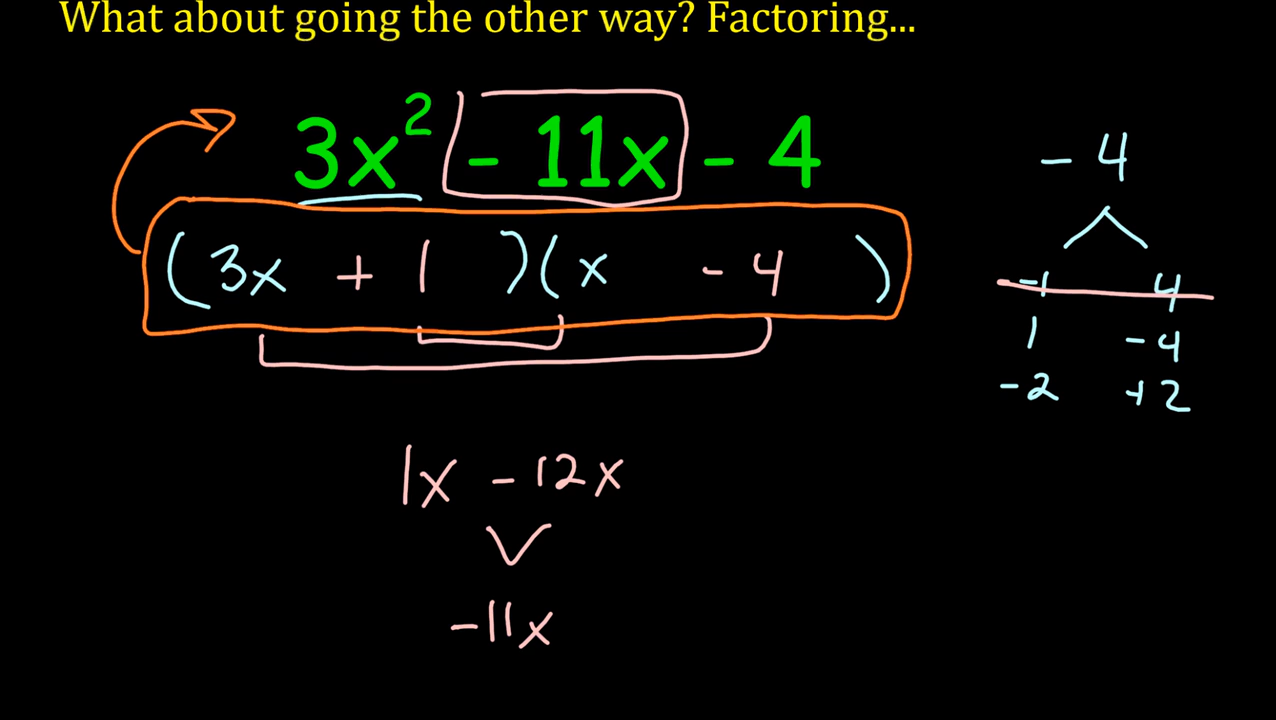 What about going the other way? Factoring...
3x² - 11x - 4
(3x + 1 )(x - 4 )
1x - 12x
-11x
- 4
-1 4
1 -4
-2 +2